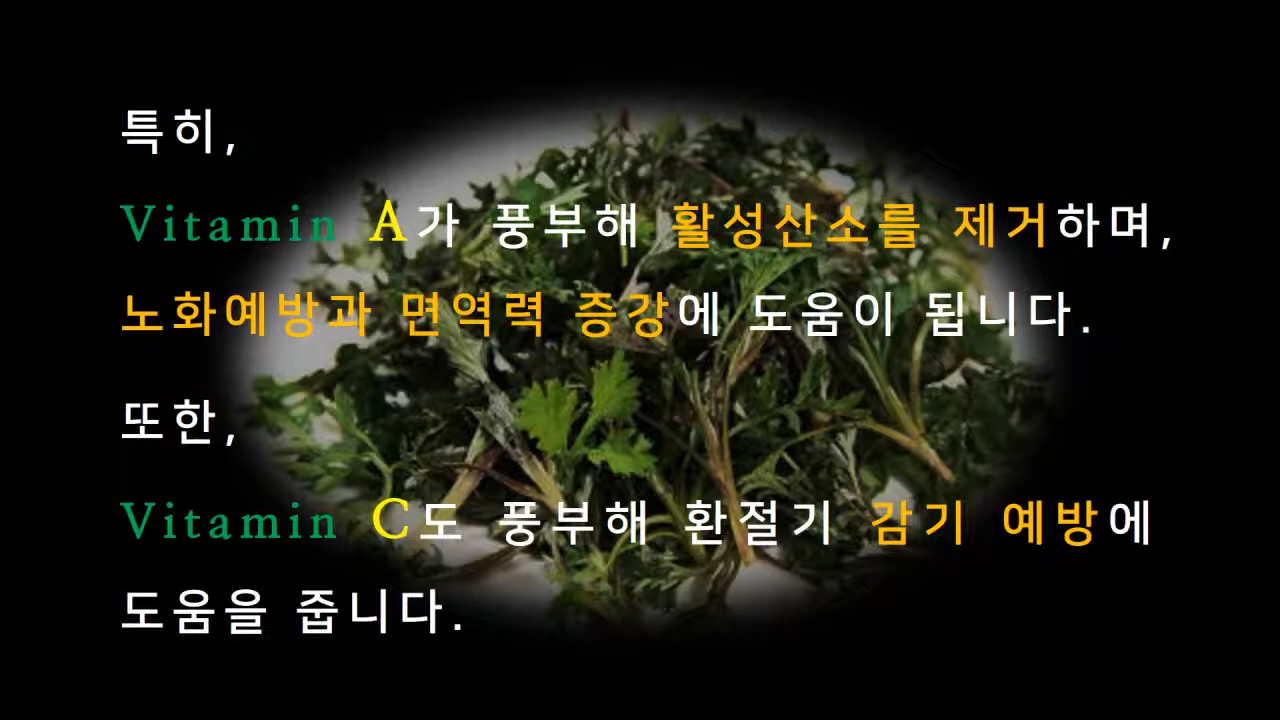 특히,
Vitamin A가 풍부해 활성산소를 제거하며,
노화예방과 면역력 증강에 도움이 됩니다.
또한,
Vitamin C도 풍부해 환절기 감기 예방에
도움을 줍니다.